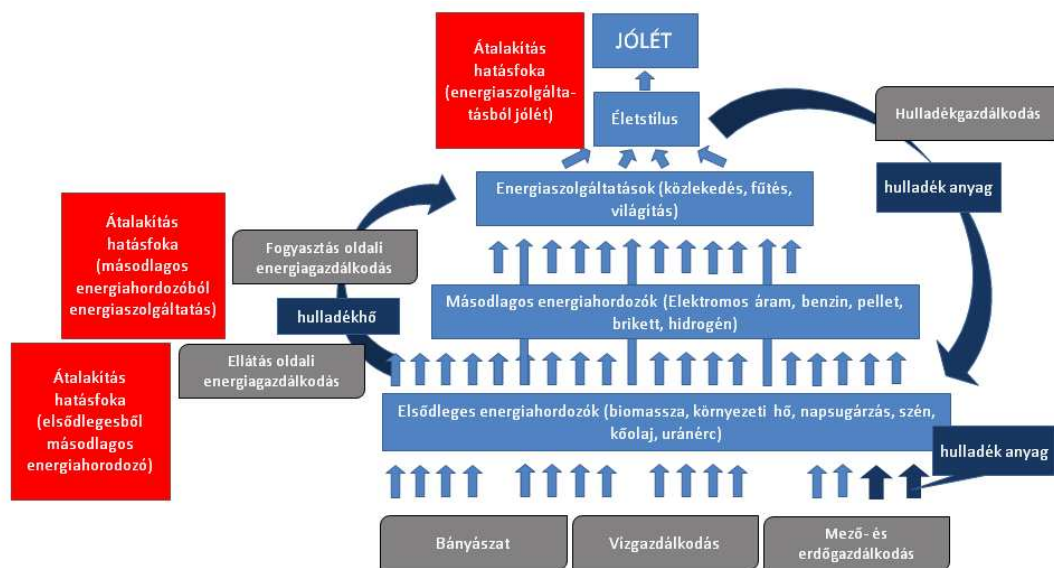 JÓLÉT
Átalakítás
hatásfoka
(energiaszolgálta-
tásból jólét)
Életstílus
Hulladékgazdálkodás
hulladék anyag
Energiaszolgáltatások (közlekedés, fűtés,
világítás)
Átalakítás
hatásfoka
(másodlagos
energiahordozóból
energiaszolgáltatás)
Fogyasztás oldali
energiagazdálkodás
hulladékhő
Másodlagos energiahordozók (Elektromos áram, benzin, pellet,
brikett, hidrogén)
Ellátás oldali
energiagazdálkodás
Átalakítás
hatásfoka
(elsődlegesből
másodlagos
energiahorodozó)
Elsődleges energiahordozók (biomassza, környezeti hő, napsugárzás, szén,
kőolaj, uránérc)
hulladék anyag
Bányászat
Vízgazdálkodás
Mező- és
erdőgazdálkodás